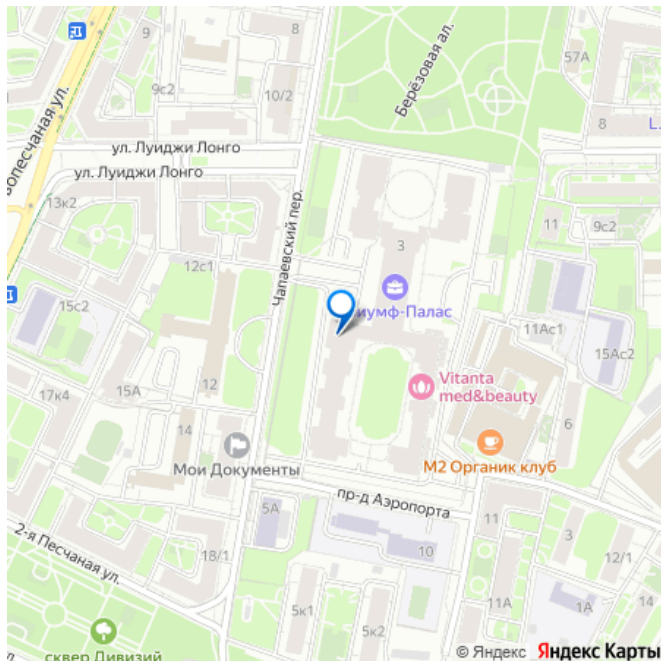 8
9
57А
9с2
10/2
Берёзовая ал.
8
L.
вопесчаная ул.
ул. Луиджи Лонго
ул. Луиджи Лонго
13к2
Чапаевский пер.
11
9с2
3
12с1
15с2
иумф-Палас
11Ас1
15Ас2
Vitanta
med&beauty
17к4
15А
12
14
6
Мои Документы
М2 Органик клуб
пр-д Аэропорта
5А
11
3
2-я Песчаная ул.
18/1
10
12/1
11А
1А
5к1
5к2
сквер Дивизий
© Яндекс Яндекс Карты